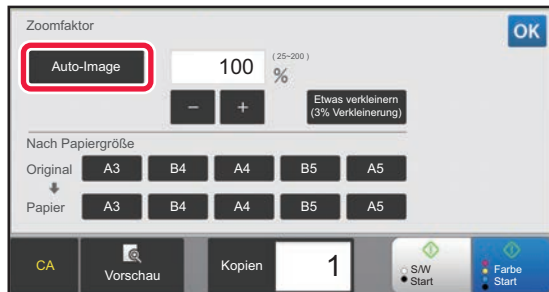 Zoomfaktor
OK
Auto-Image
100
(25~200)
%
− +
Etwas verkleinern
(3% Verkleinerung)
Nach Papiergröße
Original A3 B4 A4 B5 A5
Papier A3 B4 A4 B5 A5
CA
Vorschau
Kopien
1
S/W
Start
Farbe
Start